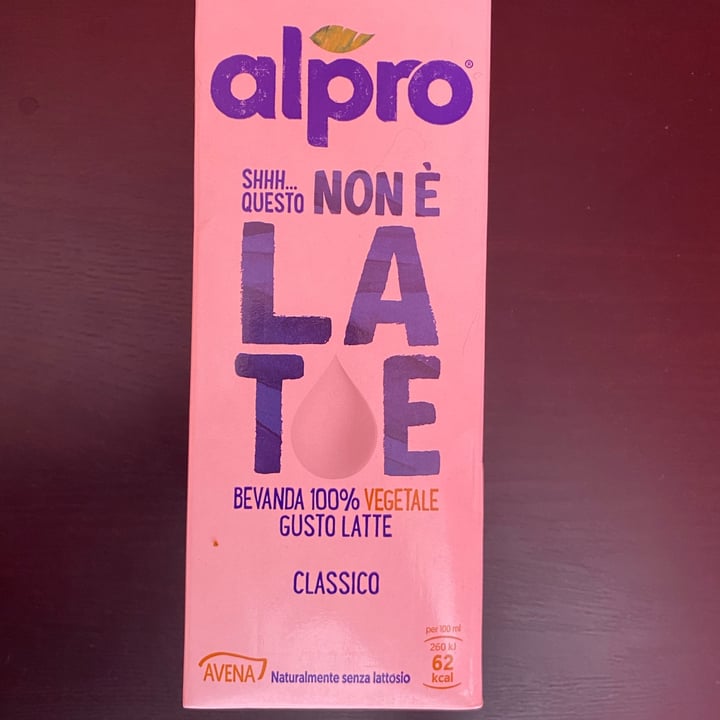 alpro®
SHHH...
QUESTO NON È
LA
T E
BEVANDA 100% VEGETALE
GUSTO LATTE
CLASSICO
per 100 ml
260 kJ
62
kcal
AVENA Naturalmente senza lattosio